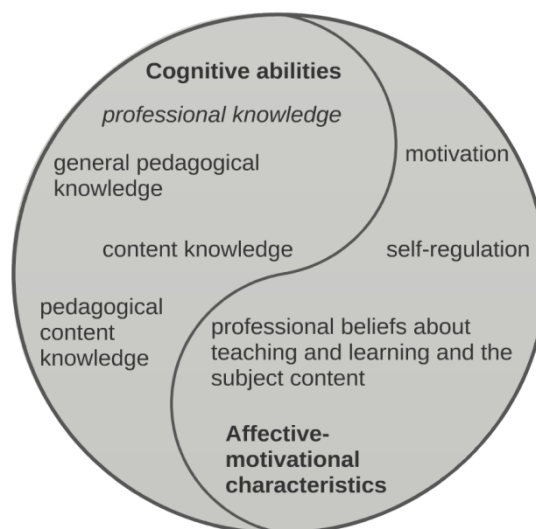 Cognitive abilities
professional knowledge
general pedagogical
knowledge
content knowledge
pedagogical
content
knowledge
motivation
self-regulation
professional beliefs about
teaching and learning and the
subject content
Affective-
motivational
characteristics